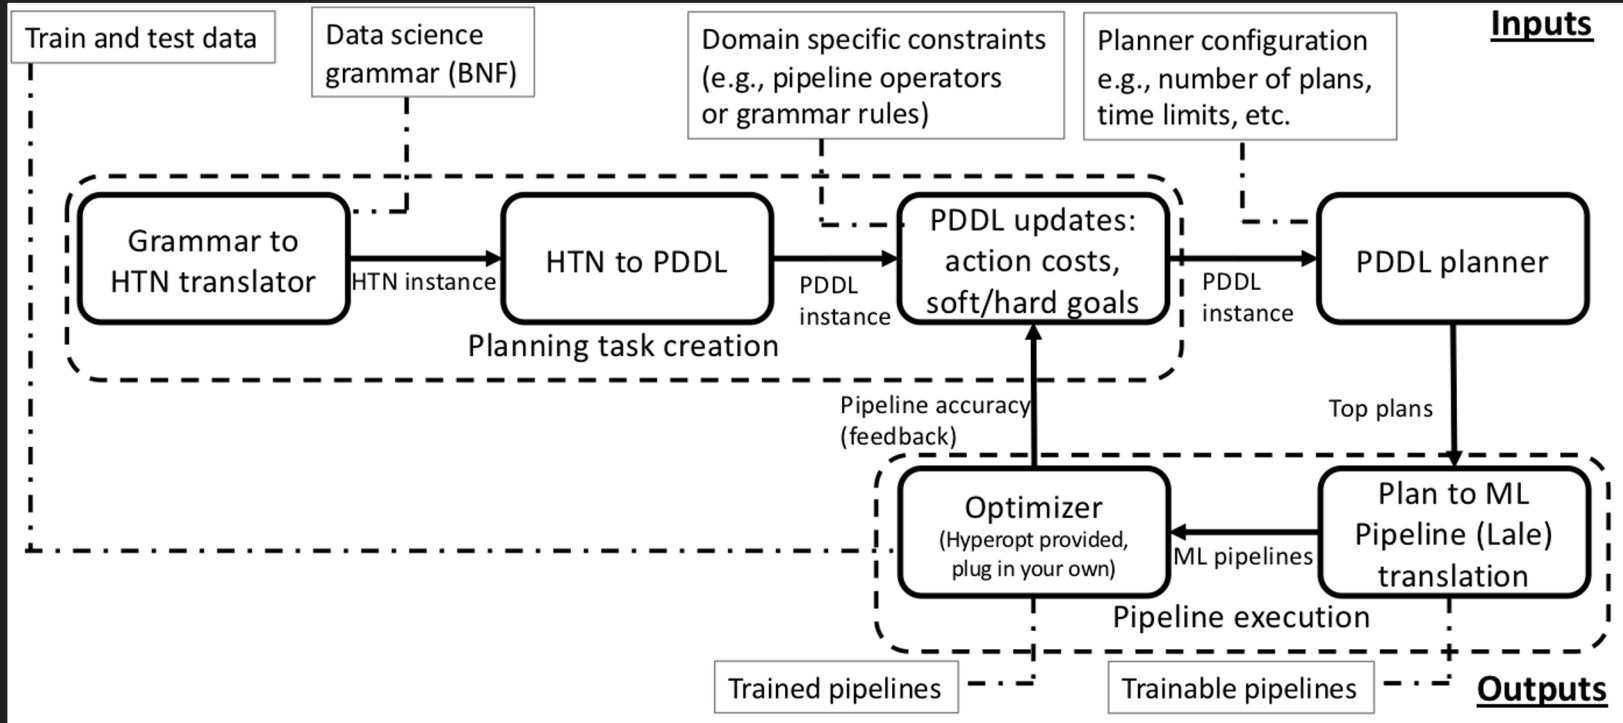 Inputs
Train and test data
Data science
grammar (BNF)
Domain specific constraints
(e.g., pipeline operators
or grammar rules)
Planner configuration
e.g., number of plans,
time limits, etc.
Grammar to
HTN translator
HTN instance
HTN to PDDL
PDDL
instance
PDDL updates:
action costs,
soft/hard goals
PDDL
instance
PDDL planner
Planning task creation
Pipeline accuracy
(feedback)
Top plans
Optimizer
(Hyperopt provided,
plug in your own)
ML pipelines
Plan to ML
Pipeline (Lale)
translation
Pipeline execution
Trained pipelines
Trainable pipelines
Outputs